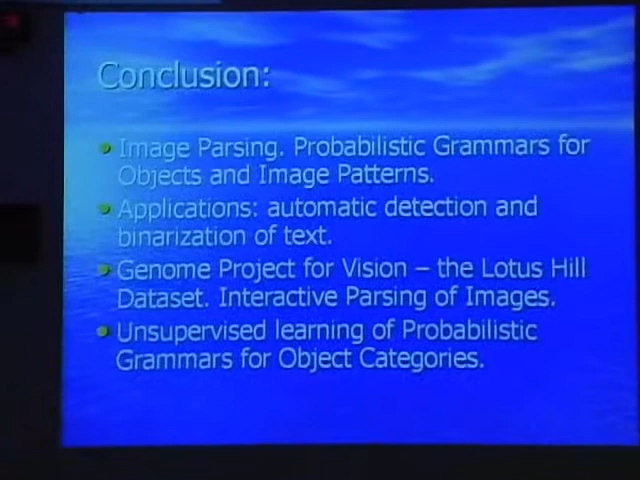 Conclusion:
Image Parsing. Probabilistic Grammars for
Objects and Image Patterns.
Applications: automatic detection and
binarization of text.
Genome Project for Vision – the Lotus Hill
Dataset. Interactive Parsing of Images.
Unsupervised learning of Probabilistic
Grammars for Object Categories.